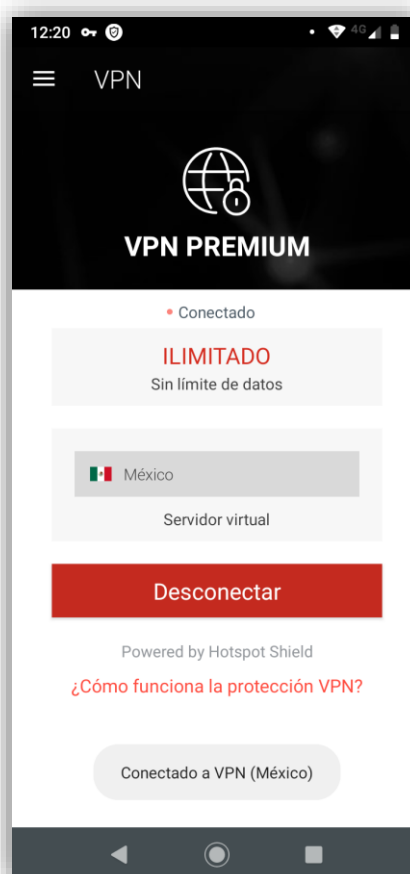 12:20
4G
VPN
VPN PREMIUM
Conectado
ILIMITADO
Sin límite de datos
México
Servidor virtual
Desconectar
Powered by Hotspot Shield
¿Cómo funciona la protección VPN?
Conectado a VPN (México)